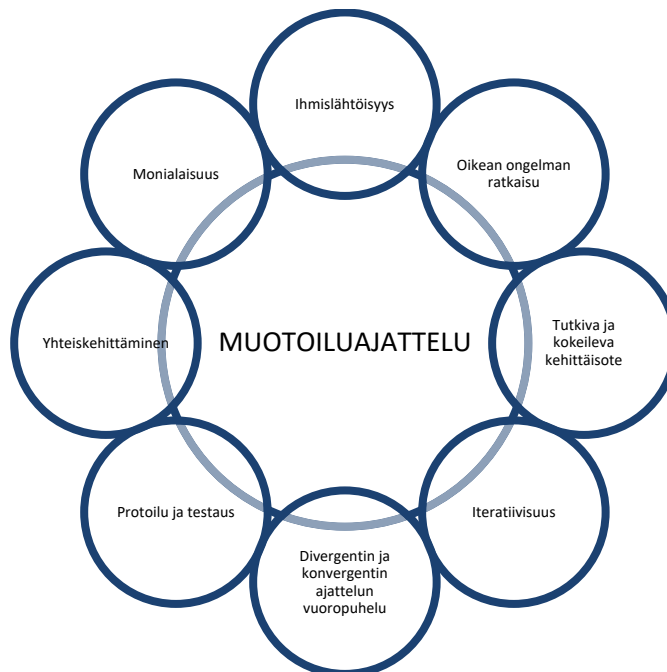 Ihmislähtöisyys
Oikean ongelman
ratkaisu
Tutkiva ja
kokeileva
kehittäisote
Iteratiivisuus
Divergentin ja
konvergentin
ajattelun
vuoropuhelu
Protoilu ja testaus
Yhteiskehittäminen
Monialaisuus
MUOTOILUAJATTELU